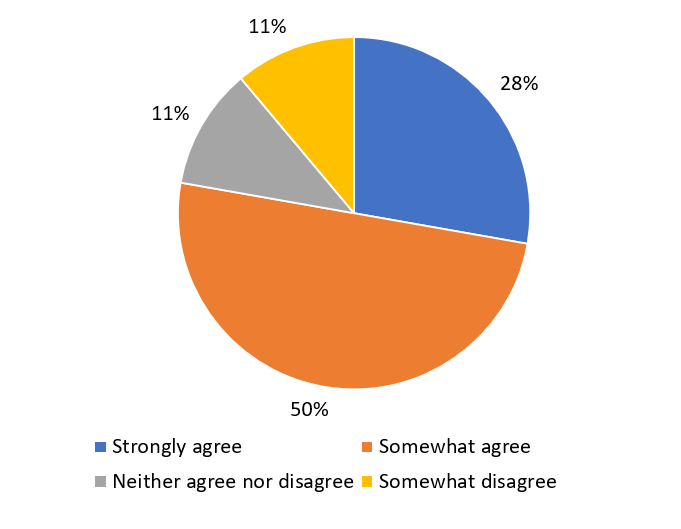 11%
28%
11%
50%
Strongly agree
Somewhat agree
Neither agree nor disagree
Somewhat disagree